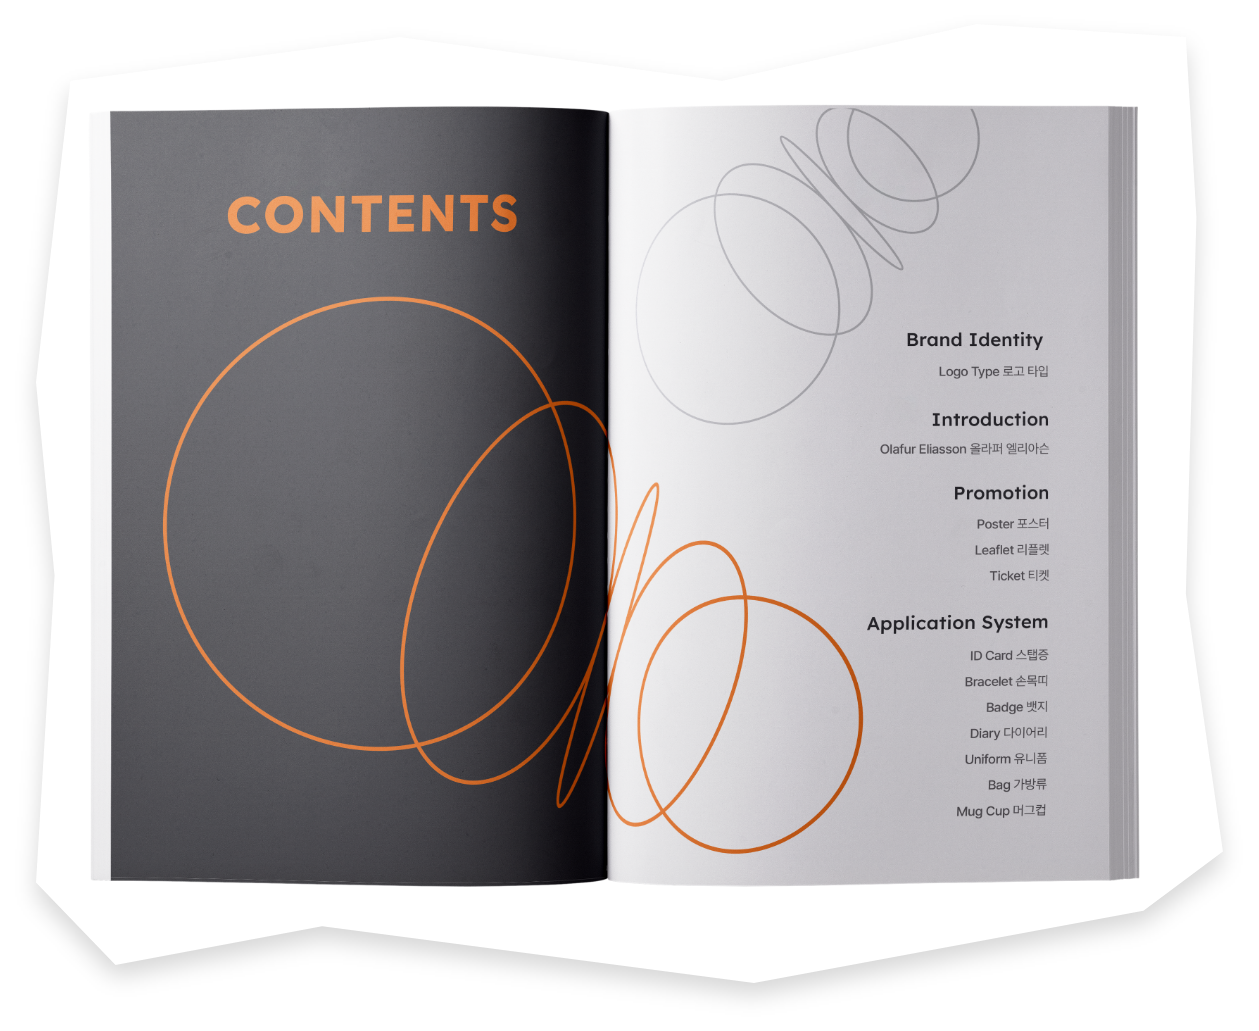 CONTENTS
Brand Identity
Logo Type 로고 타입
Introduction
Olafur Eliasson 올라퍼 엘리아슨
Promotion
Poster 포스터
Leaflet 리플렛
Ticket 티켓
Application System
ID Card 스탭증
Bracelet 손목띠
Badge 뱃지
Diary 다이어리
Uniform 유니폼
Bag 가방류
Mug Cup 머그컵